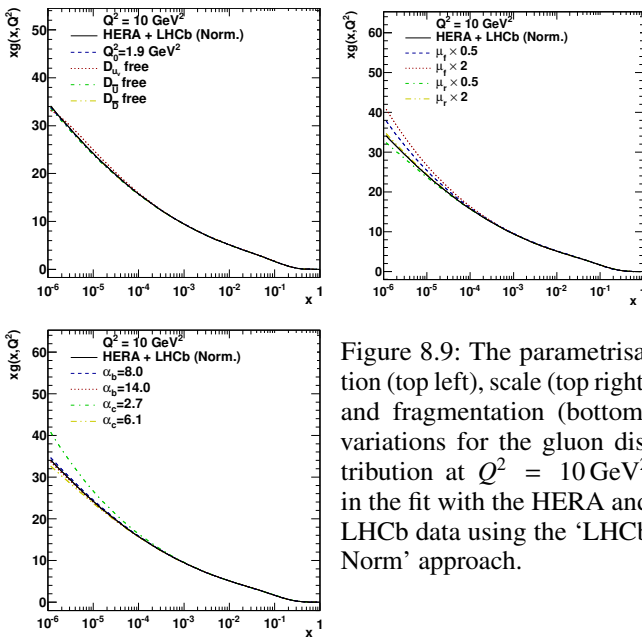 xg(x,Q²)
Q² = 10 GeV²
HERA + LHCb (Norm.)
Q₀²=1.9 GeV²
D_{u_v} free
D_{Ū} free
D_{D̄} free
50
40
30
20
10
0
10⁻⁶ 10⁻⁵ 10⁻⁴ 10⁻³ 10⁻² 10⁻¹ 1
x
xg(x,Q²)
Q² = 10 GeV²
HERA + LHCb (Norm.)
μ_f × 0.5
μ_f × 2
μ_r × 0.5
μ_r × 2
60
50
40
30
20
10
0
10⁻⁶ 10⁻⁵ 10⁻⁴ 10⁻³ 10⁻² 10⁻¹ 1
x
xg(x,Q²)
Q² = 10 GeV²
HERA + LHCb (Norm.)
α_b=8.0
α_b=14.0
α_c=2.7
α_c=6.1
60
50
40
30
20
10
0
10⁻⁶ 10⁻⁵ 10⁻⁴ 10⁻³ 10⁻² 10⁻¹ 1
x
Figure 8.9: The parametrisa
tion (top left), scale (top right
and fragmentation (bottom
variations for the gluon dis
tribution at Q² = 10 GeV²
in the fit with the HERA and
LHCb data using the ‘LHCb
Norm’ approach.